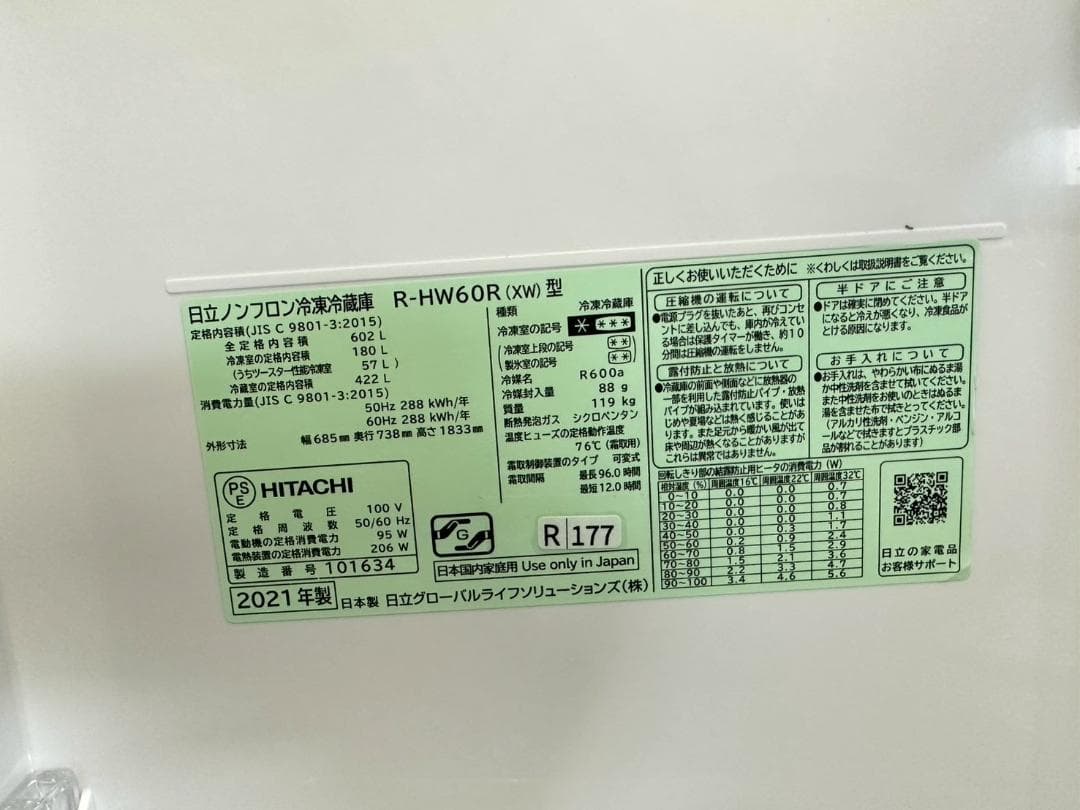 日立ノンフロン冷凍冷蔵庫 R-HW60R(XW)型
定格内容積(JIS C 9801-3:2015)
全定格内容積 602 L
冷凍室の定格内容積 180 L
(うちツースター性能冷凍室 57 L)
冷蔵室の定格内容積 422 L
消費電力量(JIS C 9801-3:2015)
50Hz 288 kWh/年
60Hz 288 kWh/年
外形寸法 幅685㎜ 奥行738㎜ 高さ1833㎜
PS
E
HITACHI
定格電圧 100 V
定格周波数 50/60 Hz
電動機の定格消費電力 95 W
電熱装置の定格消費電力 206 W
製造番号 101634
2021年製 日本製 日立グローバルライフソリューションズ(株)
種類 冷凍冷蔵庫
冷凍室の記号 * ***
(冷凍室上段の記号 **)
(製氷室の記号 **)
冷媒名 R600a
冷媒封入量 88 g
質量 119 kg
断熱発泡ガス シクロペンタン
温度ヒューズの定格動作温度
76℃(霜取用)
霜取制御装置のタイプ 可変式
霜取間隔 最長96.0時間
最短12.0時間
G
R 177
日本国内家庭用 Use only in Japan
正しくお使いいただくために ※くわしくは取扱説明書をご覧ください。
圧縮機の運転について
●電源プラグを抜いたあと、再びコンセ
ントに差し込んでも、庫内が冷えてい
る場合は保護タイマーが働き、約10
分間は圧縮機の運転をしません。
露付防止と放熱について
●冷蔵庫の前面や側面などに放熱器の
一部を利用した露付防止パイプ・放熱
パイプが組み込まれています。使いは
じめや夏場などは熱く感じることがあ
ります。また足元から暖かい風が出て
床や周辺が熱くなることがありますが
これらは異常ではありません。
半ドアにご注意
●ドアは確実に閉めてください。半ドア
になると冷えが悪くなり、冷凍食品が
とける原因になります。
お手入れについて
●お手入れは、やわらかい布にぬるま湯
か中性洗剤を含ませて拭いてください。
また中性洗剤をお使いのときはぬるま
湯を含ませた布で拭きとってください。
(アルカリ性洗剤・ベンジン・アルコ
ールなどで拭きますとプラスチック部
品が割れることがあります)
回転しきり部の結露防止用ヒータの消費電力(W)
相対湿度(%) 周囲温度16℃ 周囲温度22℃ 周囲温度32℃
0~10 0.0 0.0 0.7
10~20 0.0 0.0 0.7
20~30 0.0 0.0 0.8
30~40 0.0 0.0 1.1
40~50 0.0 0.3 1.7
50~60 0.2 0.9 2.4
60~70 0.8 1.5 2.9
70~80 1.5 2.1 3.6
80~90 2.2 3.3 4.7
90~100 3.4 4.6 5.6
日立の家電品
お客様サポート